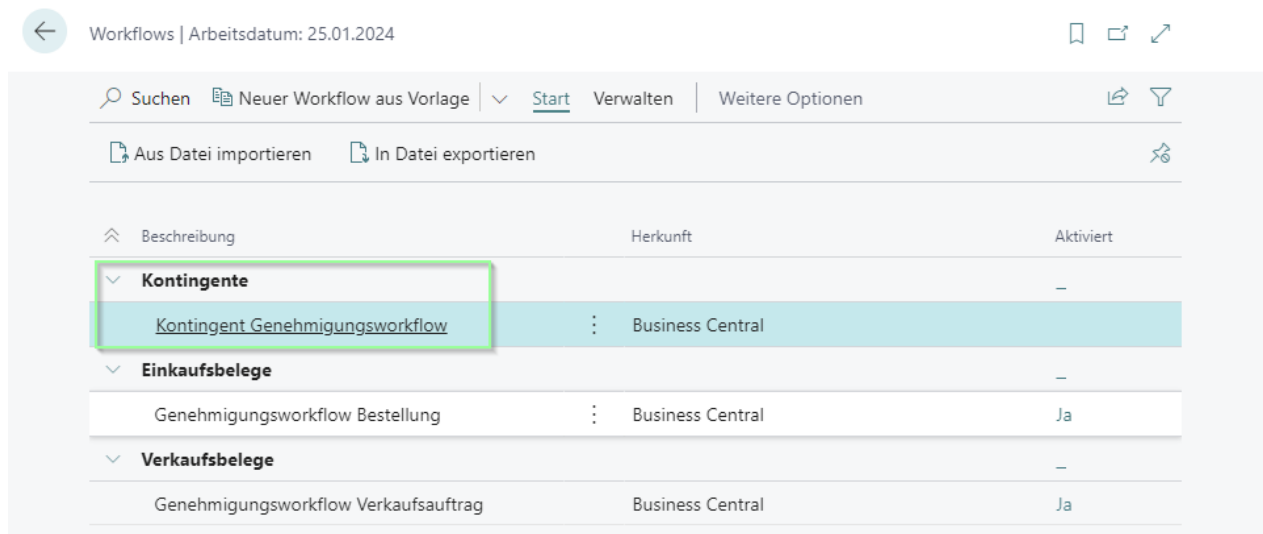 Workflows | Arbeitsdatum: 25.01.2024
Suchen Neuer Workflow aus Vorlage Start Verwalten Weitere Optionen
Aus Datei importieren In Datei exportieren
Beschreibung Herkunft Aktiviert
Kontingente _
Kontingent Genehmigungsworkflow Business Central
Einkaufsbelege _
Genehmigungsworkflow Bestellung Business Central Ja
Verkaufsbelege _
Genehmigungsworkflow Verkaufsauftrag Business Central Ja